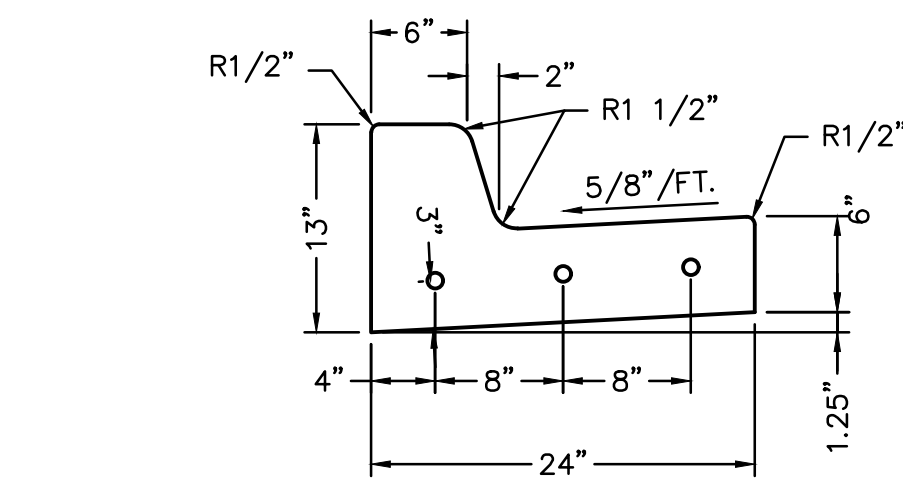 6”
R1/2”
2”
R1 1/2”
R1/2”
5/8”/FT.
13”
3”
6”
4”
8”
8”
1.25”
24”